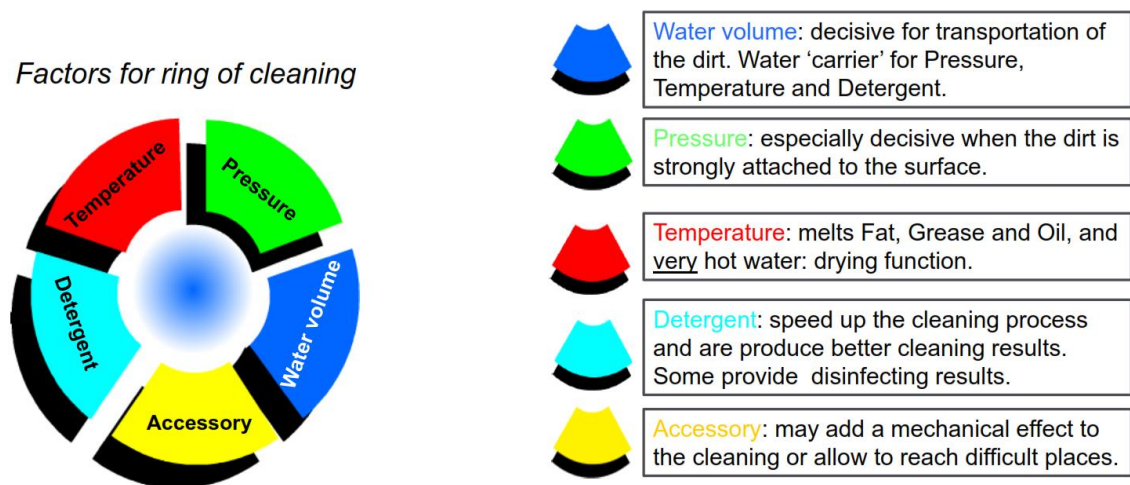 Factors for ring of cleaning
Temperature
Pressure
Detergent
Water volume
Accessory
Water volume: decisive for transportation of
the dirt. Water ‘carrier’ for Pressure,
Temperature and Detergent.
Pressure: especially decisive when the dirt is
strongly attached to the surface.
Temperature: melts Fat, Grease and Oil, and
very hot water: drying function.
Detergent: speed up the cleaning process
and are produce better cleaning results.
Some provide  disinfecting results.
Accessory: may add a mechanical effect to
the cleaning or allow to reach difficult places.